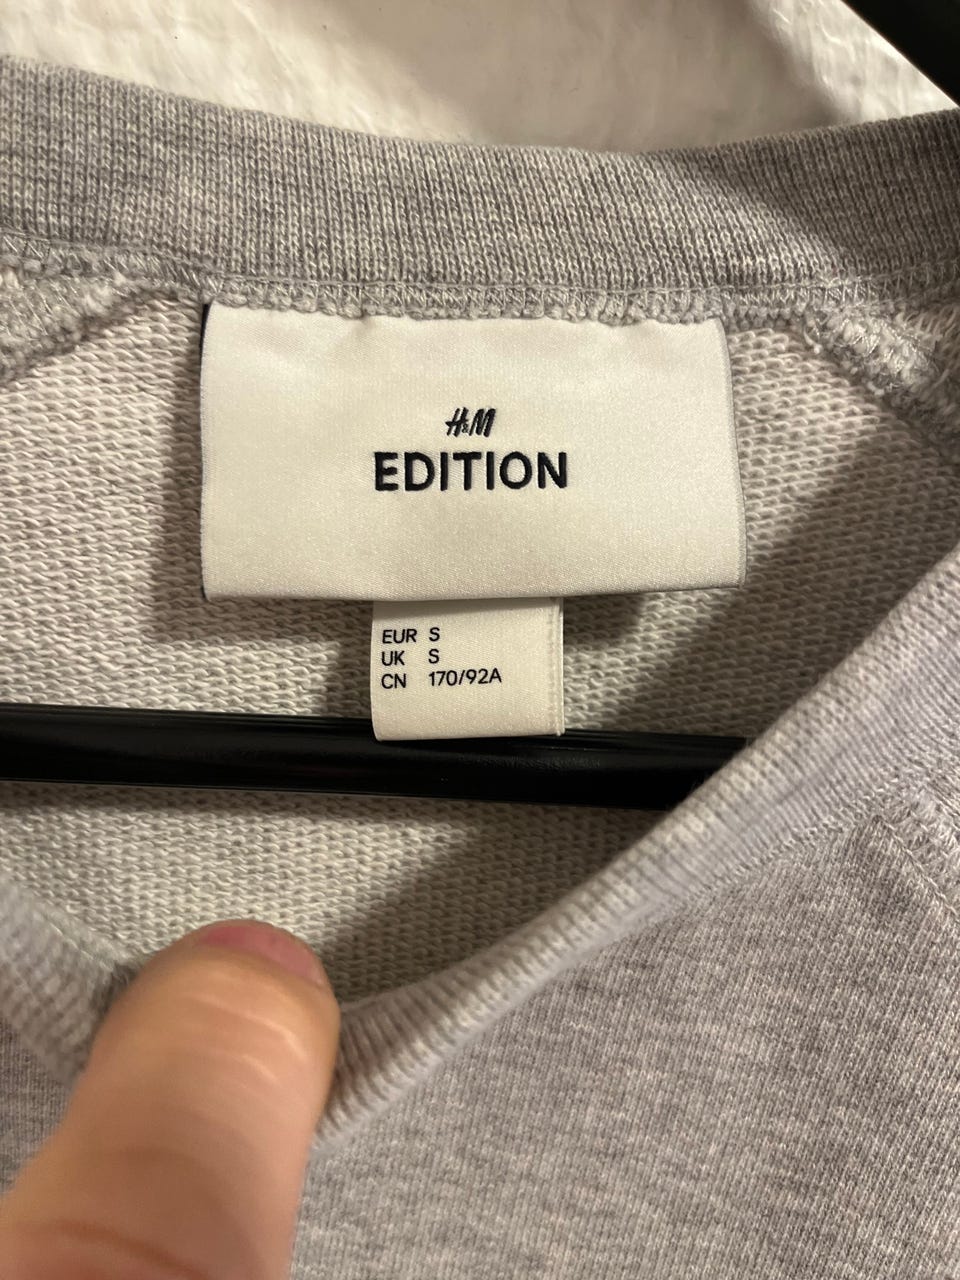 H&M
EDITION
EUR S
UK S
CN 170/92A